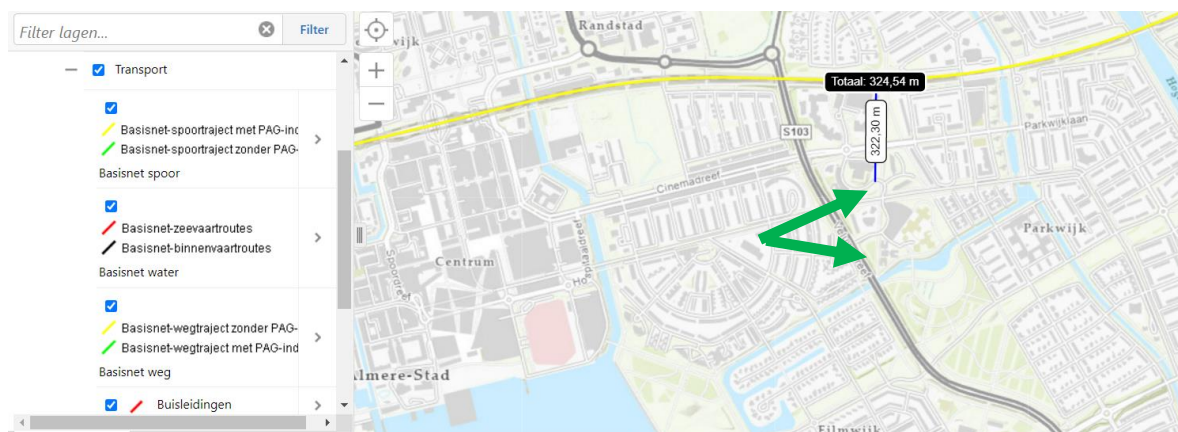 Filter lagen...
Filter
Transport
Basisnet-spoortraject met PAG-ind
Basisnet-spoortraject zonder PAG-
Basisnet spoor
Basisnet-zeevaartroutes
Basisnet-binnenvaartroutes
Basisnet water
Basisnet-wegtraject zonder PAG-
Basisnet-wegtraject met PAG-ind
Basisnet weg
Buisleidingen
Randstad
wijk
Totaal: 324,54 m
322,30 m
S103
Parkwijklaan
Cinemadreef
Parkwijk
Centrum
Spoordreef
Almere-Stad
Filmwijk